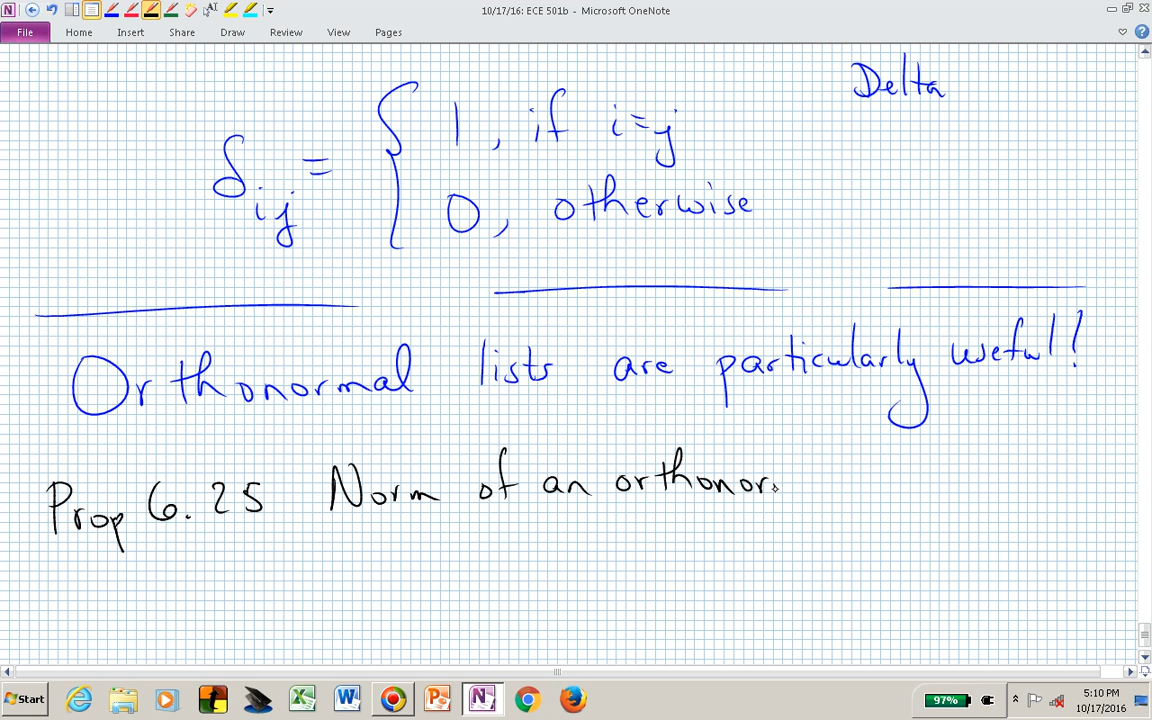 10/17/16: ECE 501b - Microsoft OneNote
File Home Insert Share Draw Review View Pages
Delta
δij = { 1, if i=j
0, otherwise
Orthonormal lists are particularly useful!
Prop 6.25 Norm of an orthonor
Start
97%
5:10 PM
10/17/2016